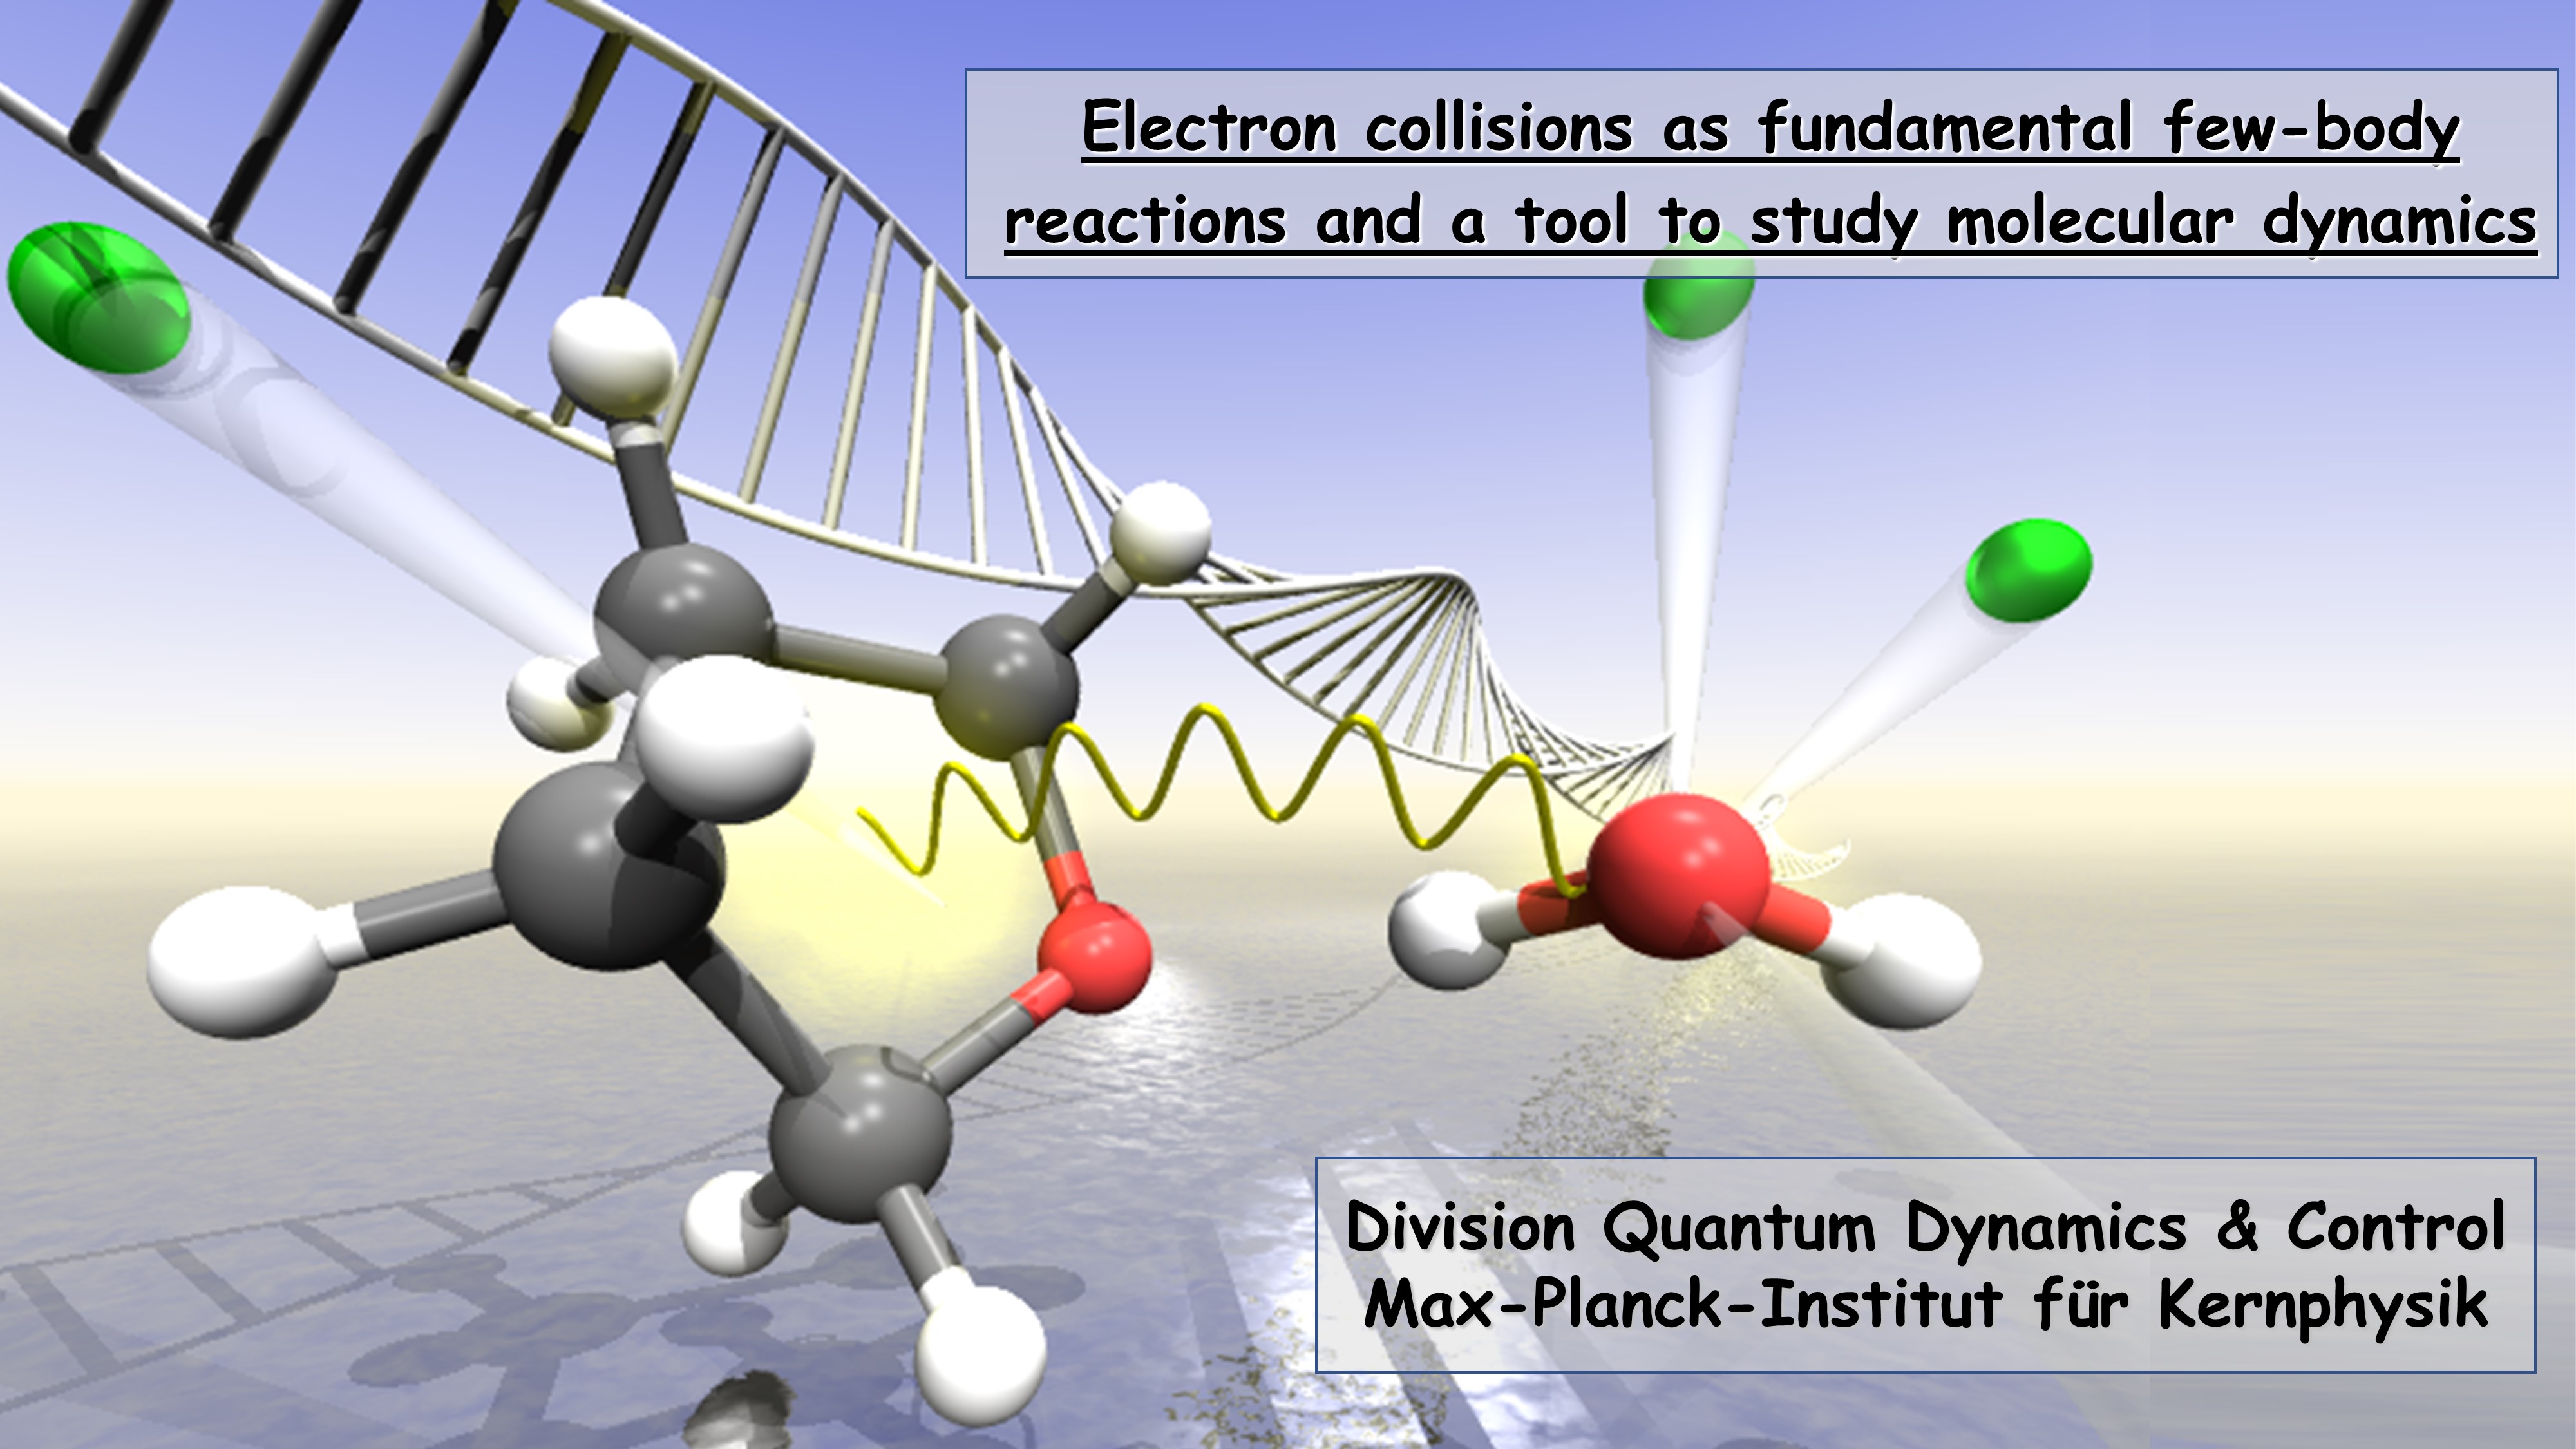 Electron collisions as fundamental few-body
reactions and a tool to study molecular dynamics
Division Quantum Dynamics & Control
Max-Planck-Institut für Kernphysik